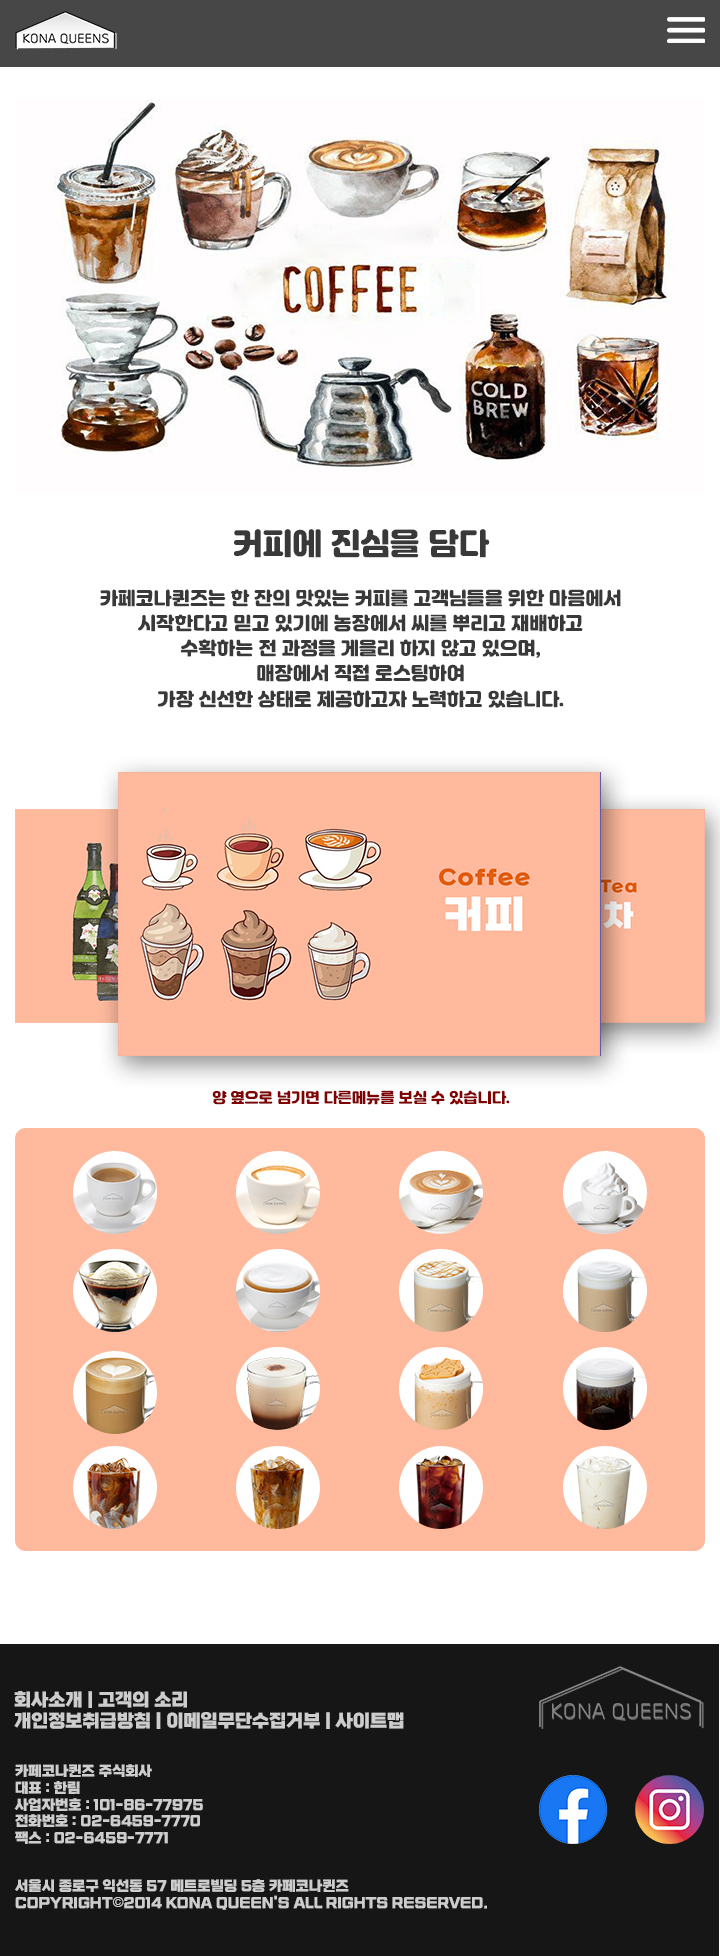 KONA QUEENS
COFFEE
COLD
BREW
커피에 진심을 담다
카페코나퀸즈는 한 잔의 맛있는 커피를 고객님들을 위한 마음에서
시작한다고 믿고 있기에 농장에서 씨를 뿌리고 재배하고
수확하는 전 과정을 게을리 하지 않고 있으며,
매장에서 직접 로스팅하여
가장 신선한 상태로 제공하고자 노력하고 있습니다.
Coffee
커피
Tea
차
양 옆으로 넘기면 다른메뉴를 보실 수 있습니다.
회사소개 | 고객의 소리
개인정보취급방침 | 이메일무단수집거부 | 사이트맵
KONA QUEENS
카페코나퀸즈 주식회사
대표 : 한림
사업자번호 : 101-86-77975
전화번호 : 02-6459-7770
팩스 : 02-6459-7771
서울시 종로구 익선동 57 메트로빌딩 5층 카페코나퀸즈
COPYRIGHT©2014 KONA QUEEN'S ALL RIGHTS RESERVED.